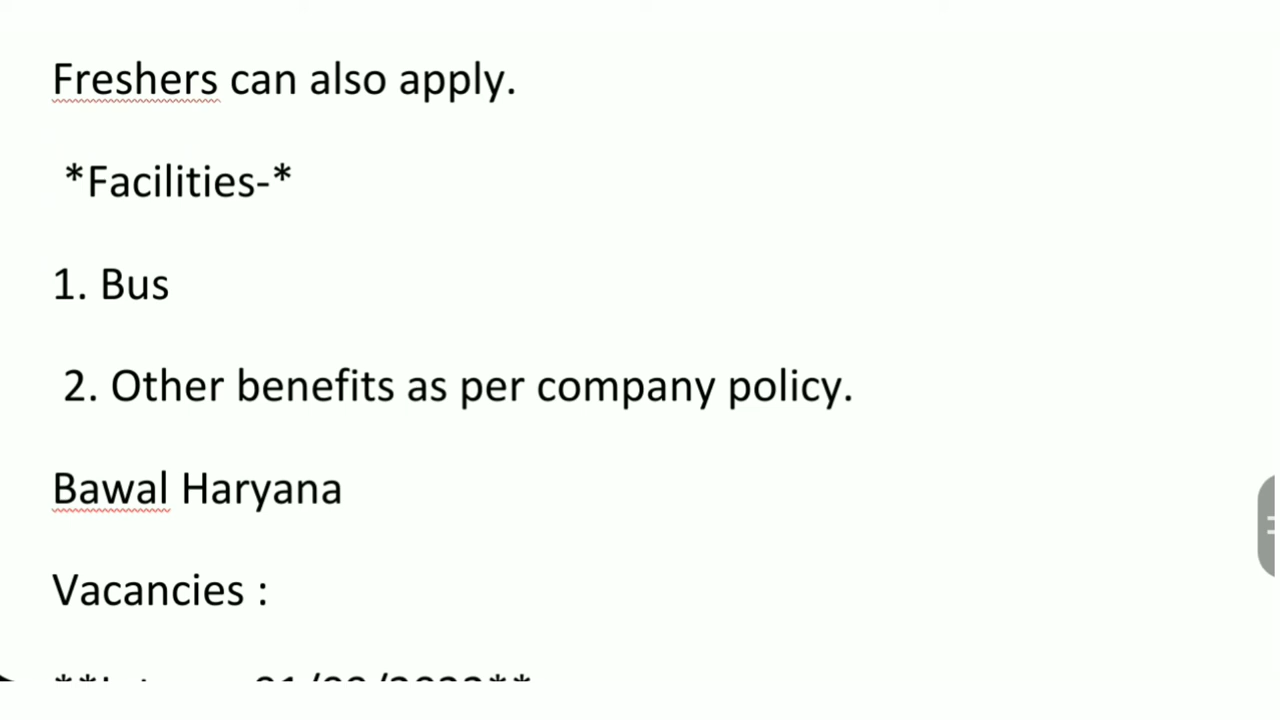 Freshers can also apply.
*Facilities-*
1. Bus
2. Other benefits as per company policy.
Bawal Haryana
Vacancies :